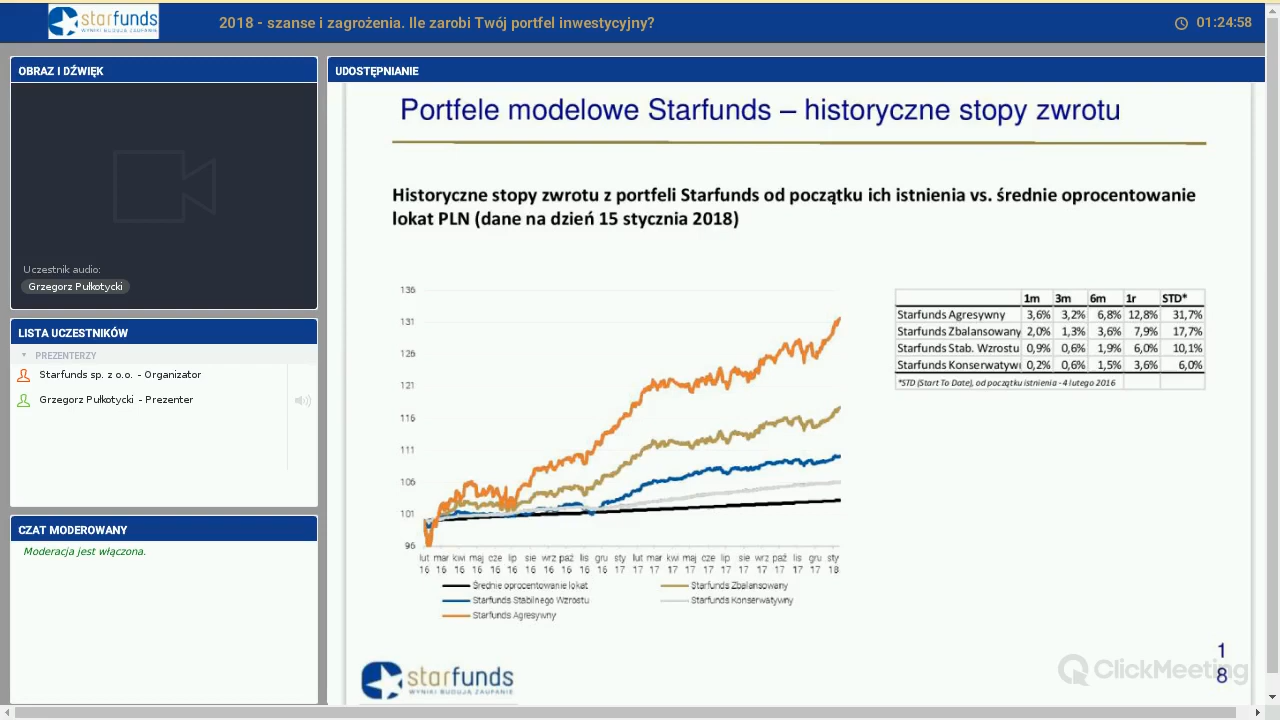 starfunds
WYNIKI BUDUJĄ ZAUFANIE
2018 - szanse i zagrożenia. Ile zarobi Twój portfel inwestycyjny?
01:24:58
OBRAZ I DŹWIĘK
Uczestnik audio:
Grzegorz Pułkotycki
LISTA UCZESTNIKÓW
PREZENTERZY
Starfunds sp. z o.o. - Organizator
Grzegorz Pułkotycki - Prezenter
CZAT MODEROWANY
Moderacja jest włączona.
UDOSTĘPNIANIE
Portfele modelowe Starfunds – historyczne stopy zwrotu
Historyczne stopy zwrotu z portfeli Starfunds od początku ich istnienia vs. średnie oprocentowanie
lokat PLN (dane na dzień 15 stycznia 2018)
136
131
126
121
116
111
106
101
96
lut mar kwi maj cze lip sie wrz paź lis gru sty lut mar kwi maj cze lip sie wrz paź lis gru sty
16 16 16 16 16 16 16 16 16 16 16 17 17 17 17 17 17 17 17 17 17 17 17 18
Średnie oprocentowanie lokat Starfunds Zbalansowany
Starfunds Stabilnego Wzrostu Starfunds Konserwatywny
Starfunds Agresywny
1m 3m 6m 1r STD*
Starfunds Agresywny 3,6% 3,2% 6,8% 12,8% 31,7%
Starfunds Zbalansowany 2,0% 1,3% 3,6% 7,9% 17,7%
Starfunds Stab. Wzrostu 0,9% 0,6% 1,9% 6,0% 10,1%
Starfunds Konserwatywn 0,2% 0,6% 1,5% 3,6% 6,0%
*STD (Start To Date), od początku istnienia - 4 lutego 2016
starfunds
WYNIKI BUDUJĄ ZAUFANIE
ClickMeeting
1
8